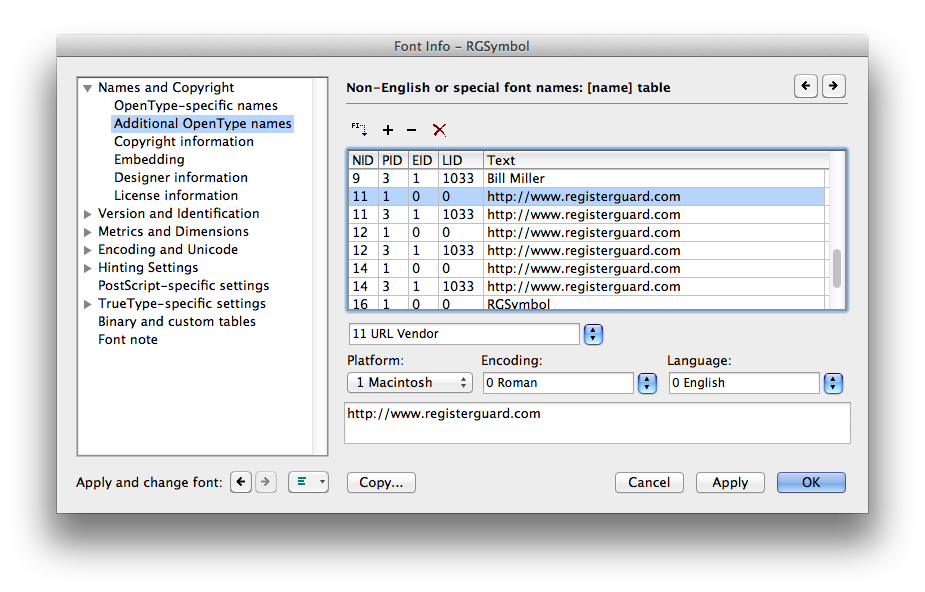 Font Info – RGSymbol
Names and Copyright
OpenType-specific names
Additional OpenType names
Copyright information
Embedding
Designer information
License information
Version and Identification
Metrics and Dimensions
Encoding and Unicode
Hinting Settings
PostScript-specific settings
TrueType-specific settings
Binary and custom tables
Font note
Apply and change font:
Non-English or special font names: [name] table
FI
NID PID EID LID Text
9 3 1 1033 Bill Miller
11 1 0 0 http://www.registerguard.com
11 3 1 1033 http://www.registerguard.com
12 1 0 0 http://www.registerguard.com
12 3 1 1033 http://www.registerguard.com
14 1 0 0 http://www.registerguard.com
14 3 1 1033 http://www.registerguard.com
16 1 0 0 RGSymbol
11 URL Vendor
Platform: Encoding: Language:
1 Macintosh 0 Roman 0 English
http://www.registerguard.com
Copy... Cancel Apply OK